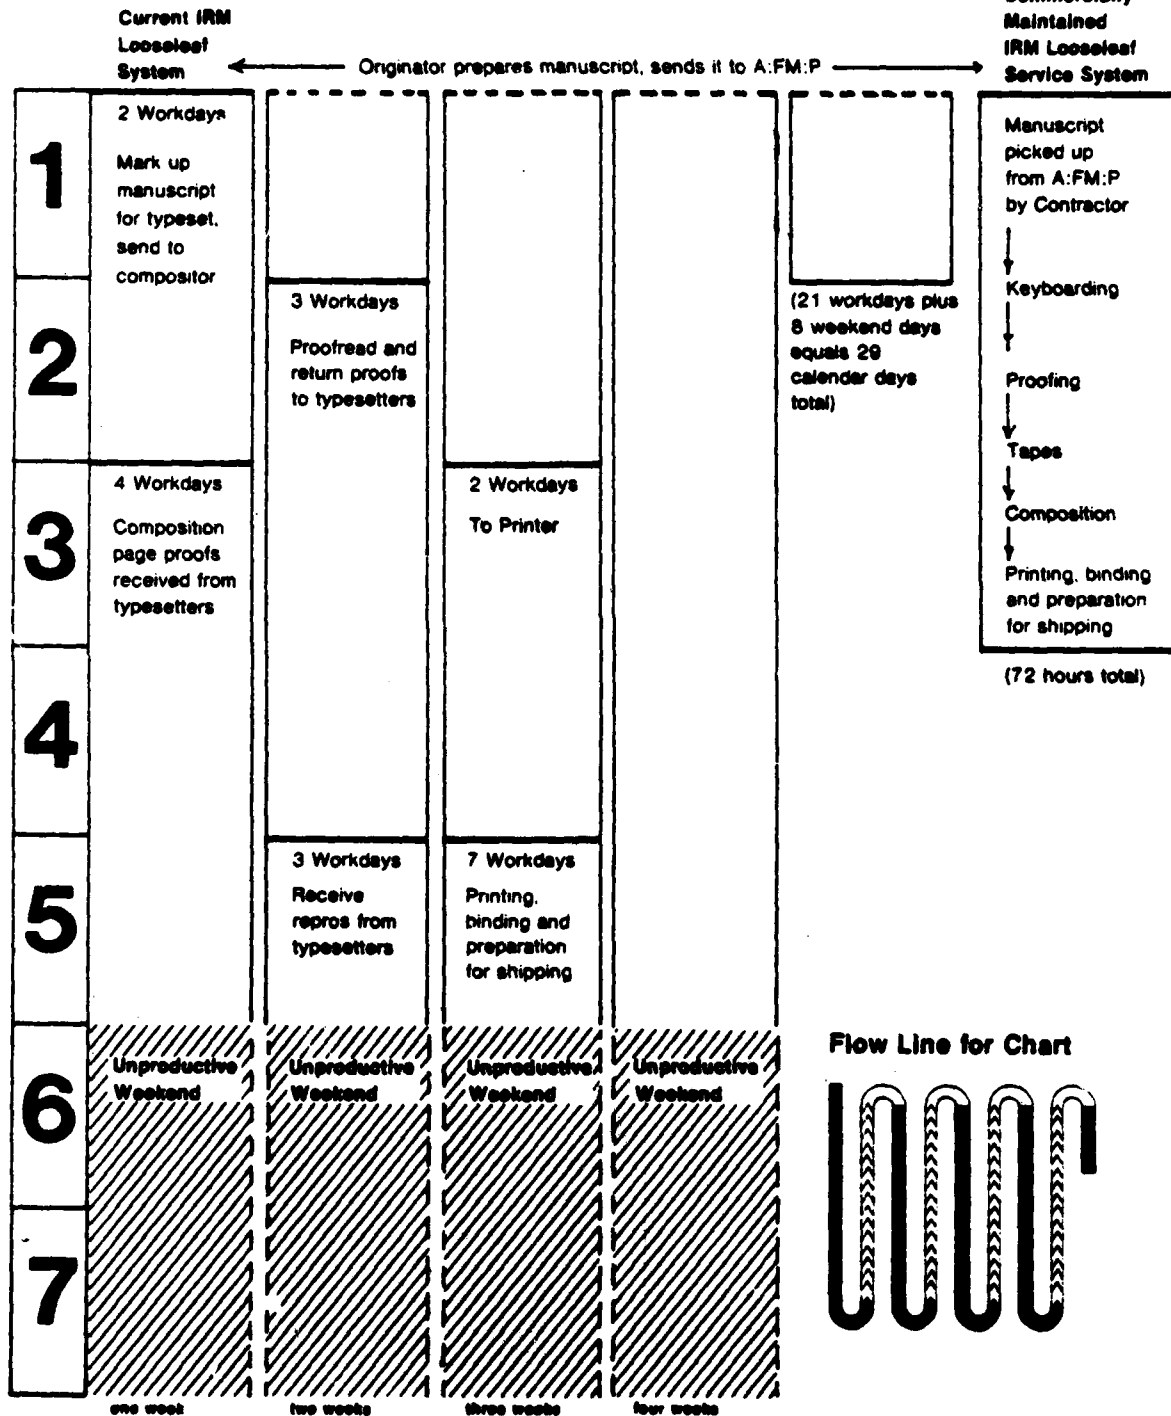 Current IRM
Looseleaf
System
Originator prepares manuscript, sends it to A:FM:P
Maintained
IRM Looseleaf
Service System
1
2 Workdays
Mark up
manuscript
for typeset,
send to
compositor
2
3
4 Workdays
Composition
page proofs
received from
typesetters
4
5
6
7
3 Workdays
Proofread and
return proofs
to typesetters
3 Workdays
Receive
repros from
typesetters
2 Workdays
To Printer
7 Workdays
Printing,
binding and
preparation
for shipping
(21 workdays plus
8 weekend days
equals 29
calendar days
total)
Manuscript
picked up
from A:FM:P
by Contractor
Keyboarding
Proofing
Tapes
Composition
Printing, binding
and preparation
for shipping
(72 hours total)
Unproductive
Weekend
Unproductive
Weekend
Unproductive
Weekend
Unproductive
Weekend
one week
two weeks
three weeks
four weeks
Flow Line for Chart